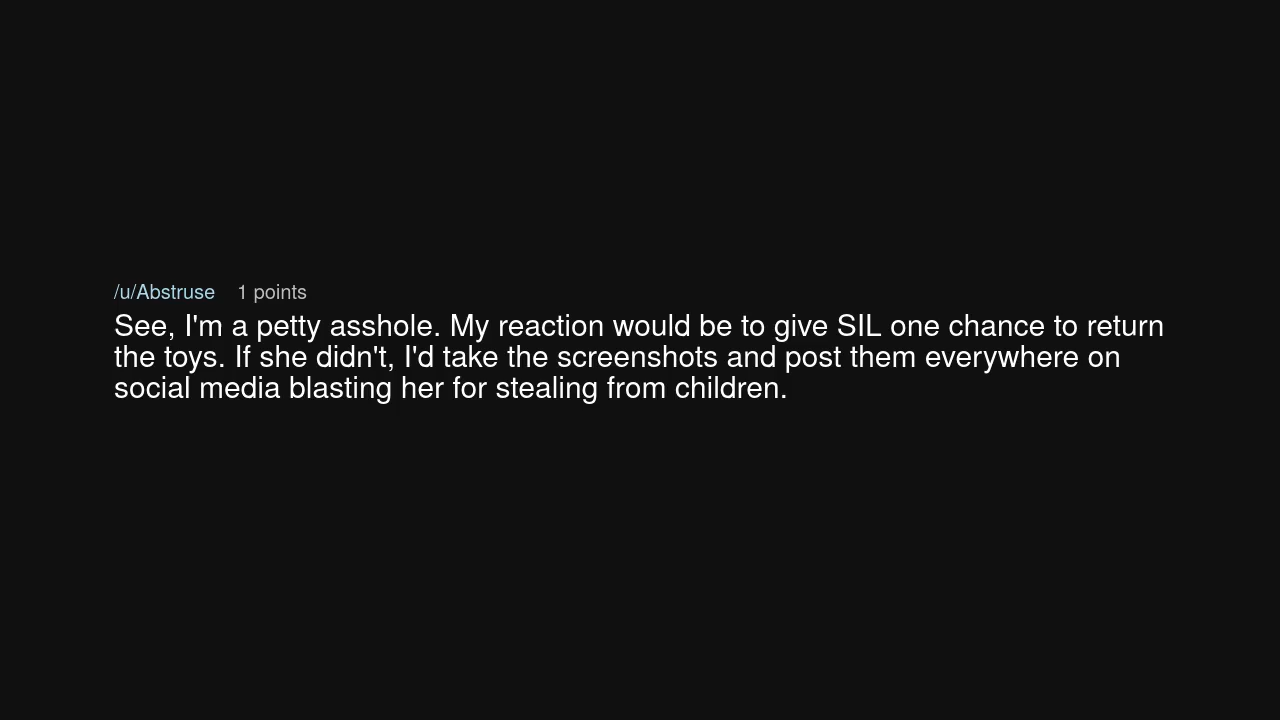 /u/Abstruse 1 points
See, I'm a petty asshole. My reaction would be to give SIL one chance to return
the toys. If she didn't, I'd take the screenshots and post them everywhere on
social media blasting her for stealing from children.